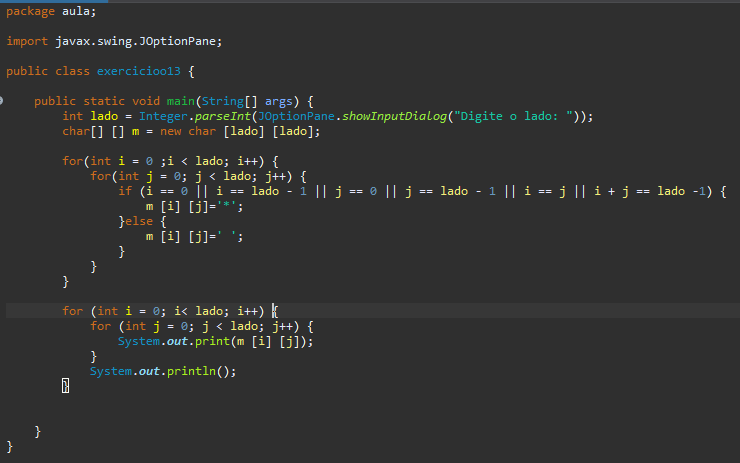 package aula;
import javax.swing.JOptionPane;
public class exercicioo13 {
public static void main(String[] args) {
int lado = Integer.parseInt(JOptionPane.showInputDialog("Digite o lado: "));
char[] [] m = new char [lado] [lado];
for(int i = 0 ;i < lado; i++) {
for(int j = 0; j < lado; j++) {
if (i == 0 || i == lado - 1 || j == 0 || j == lado - 1 || i == j || i + j == lado -1) {
m [i] [j]='*';
}else {
m [i] [j]=' ';
}
}
}
for (int i = 0; i< lado; i++) {
for (int j = 0; j < lado; j++) {
System.out.print(m [i] [j]);
}
System.out.println();
}
}
}